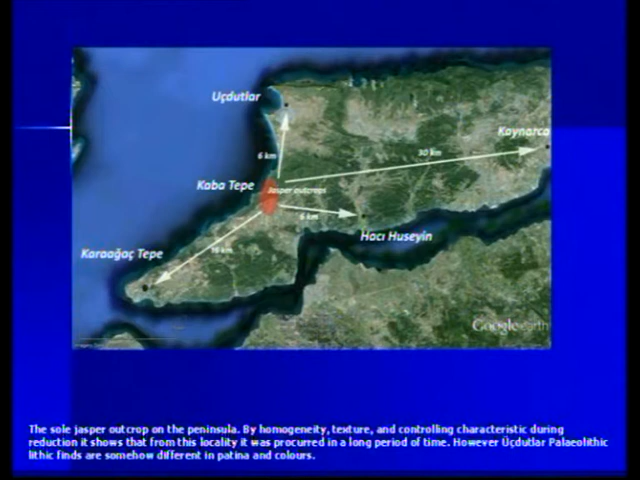 Uçdutlar
Kaynarca
6 km
30 km
Kaba Tepe
Jasper outcrops
6 km
Hacı Huseyin
Karaağaç Tepe
Google earth
The sole jasper outcrop on the peninsula. By homogeneity, texture, and controlling characteristic during
reduction it shows that from this locality it was procured in a long period of time. However Üçdutlar Palaeolithic
lithic finds are somehow different in patina and colours.